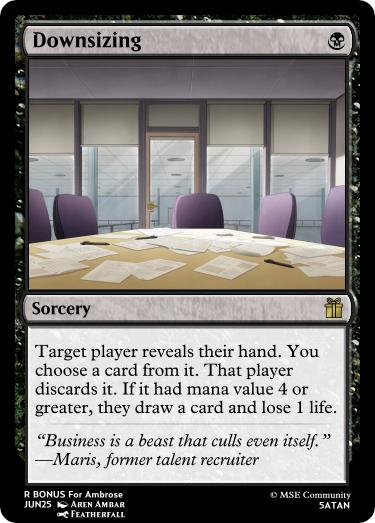 Downsizing
Sorcery
Target player reveals their hand. You
choose a card from it. That player
discards it. If it had mana value 4 or
greater, they draw a card and lose 1 life.
“Business is a beast that culls even itself.”
—Maris, former talent recruiter
R BONUS For Ambrose
© MSE Community
JUN25 Aren Ambar
5ATAN
Featherfall